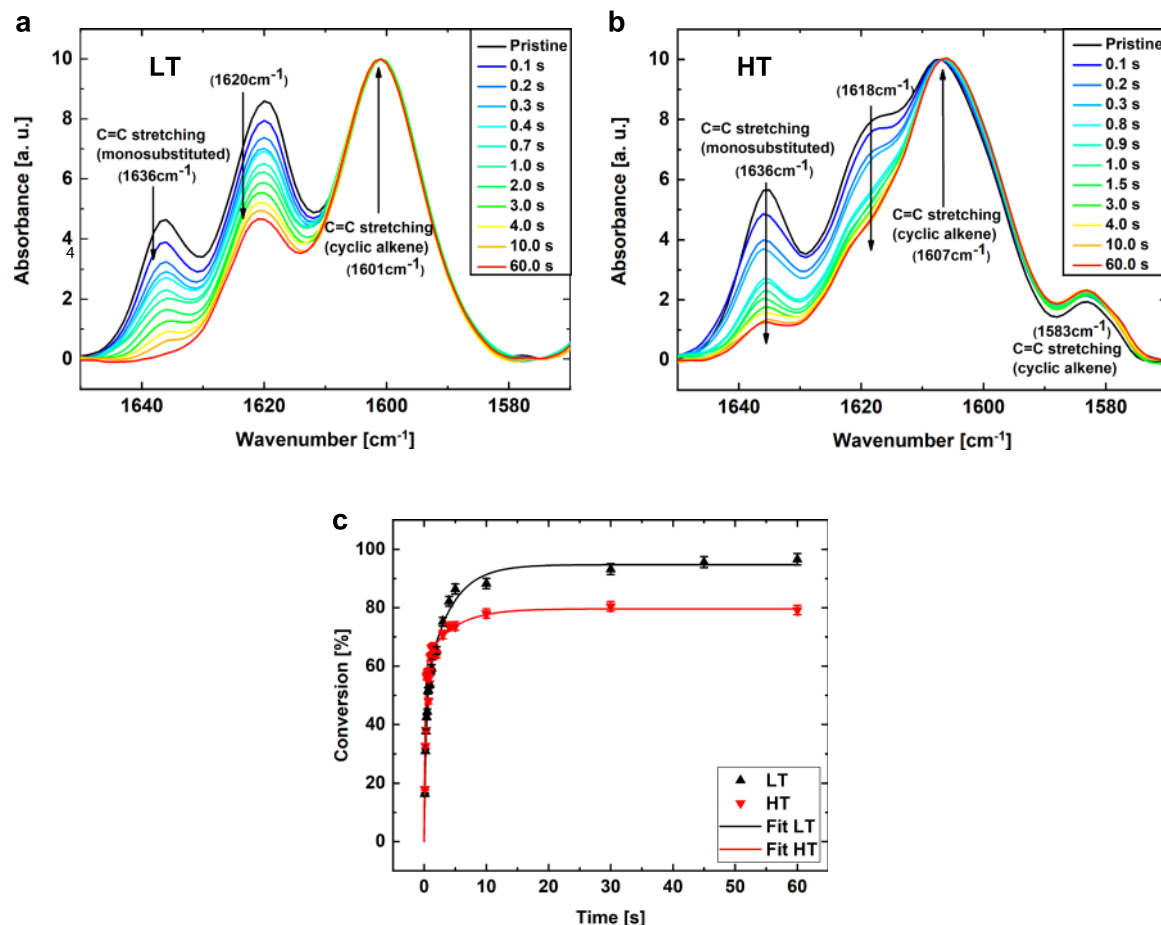 a
LT
Absorbance [a. u.]
10
8
6
4
2
0
1640
1620
1600
1580
Wavenumber [cm⁻¹]
C=C stretching
(monosubstituted)
(1636cm⁻¹)
(1620cm⁻¹)
C=C stretching
(cyclic alkene)
(1601cm⁻¹)
Pristine
0.1 s
0.2 s
0.3 s
0.4 s
0.7 s
1.0 s
2.0 s
3.0 s
4.0 s
10.0 s
60.0 s
b
HT
Absorbance [a. u.]
10
8
6
4
2
0
1640
1620
1600
1580
Wavenumber [cm⁻¹]
C=C stretching
(monosubstituted)
(1636cm⁻¹)
(1618cm⁻¹)
C=C stretching
(cyclic alkene)
(1607cm⁻¹)
(1583cm⁻¹)
C=C stretching
(cyclic alkene)
Pristine
0.1 s
0.2 s
0.3 s
0.8 s
0.9 s
1.0 s
1.5 s
3.0 s
4.0 s
10.0 s
60.0 s
c
Conversion [%]
100
80
60
40
20
0
0
10
20
30
40
50
60
Time [s]
LT
HT
Fit LT
Fit HT